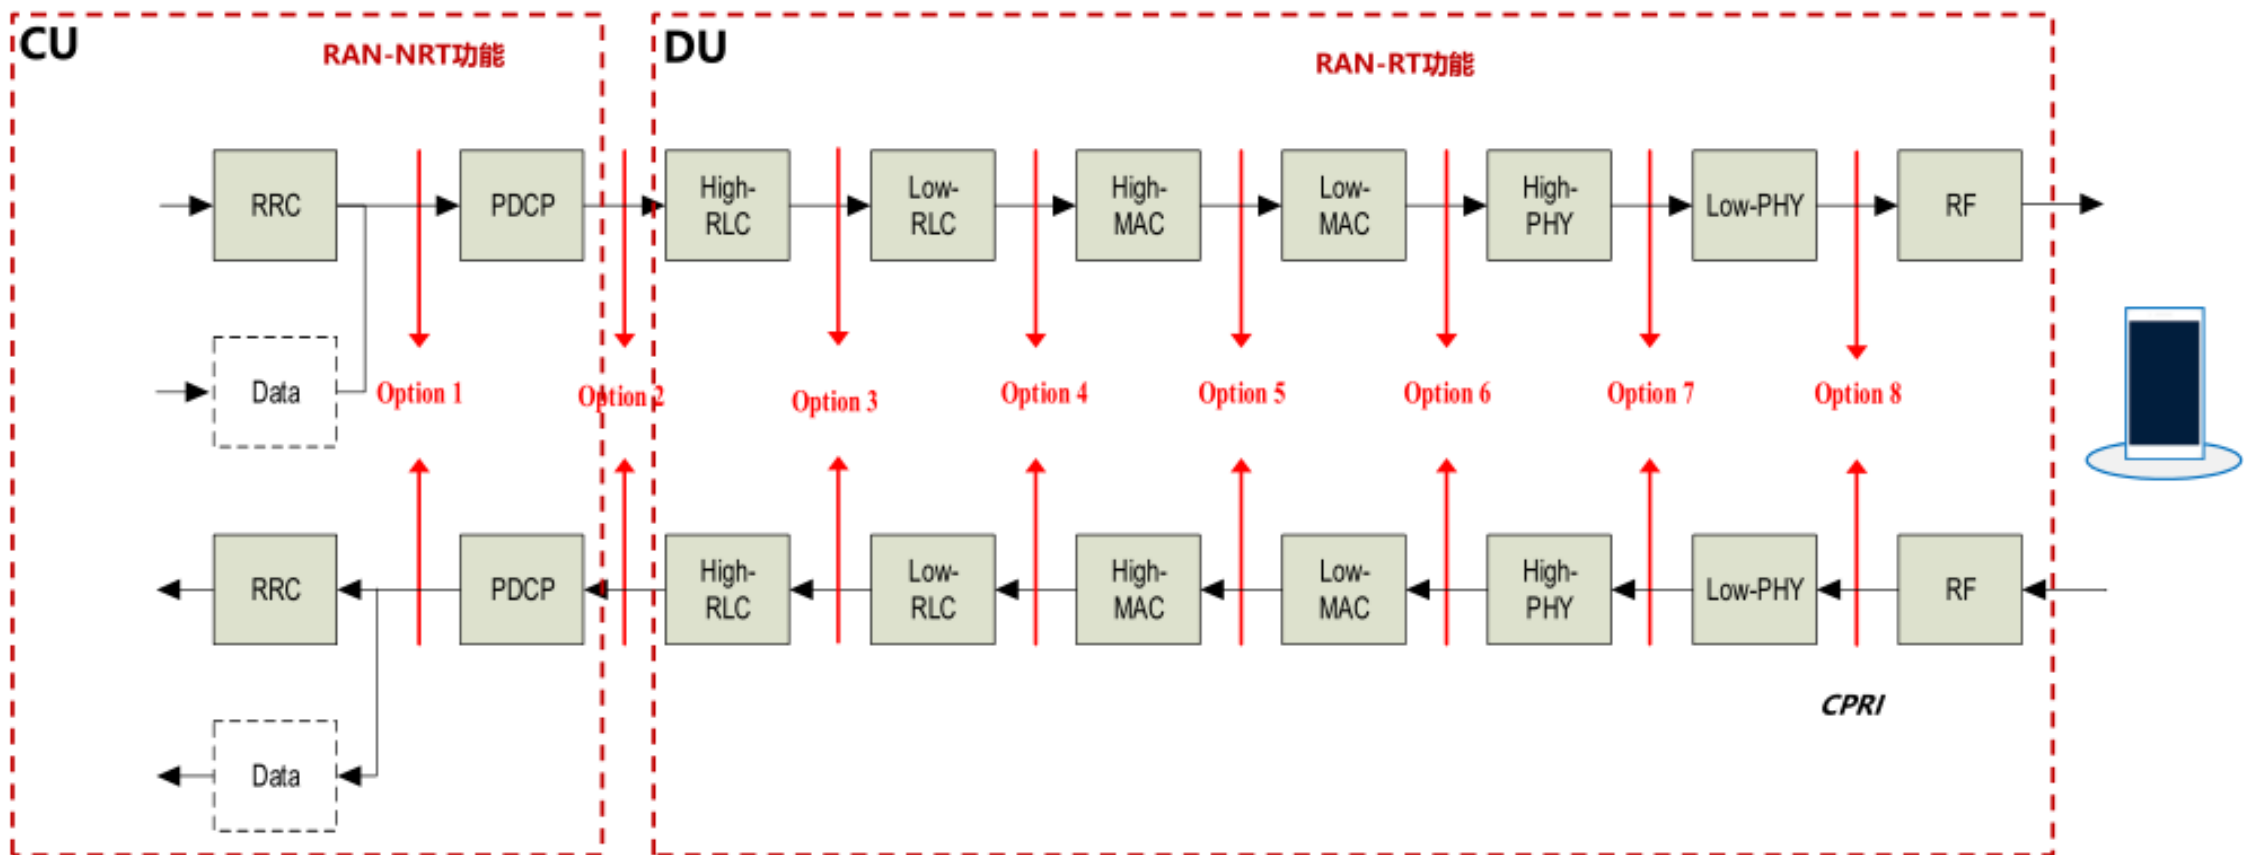 CU
RAN-NRT功能
DU
RAN-RT功能
RRC
PDCP
High-
RLC
Low-
RLC
High-
MAC
Low-
MAC
High-
PHY
Low-PHY
RF
Data
Option 1
Option 2
Option 3
Option 4
Option 5
Option 6
Option 7
Option 8
RRC
PDCP
High-
RLC
Low-
RLC
High-
MAC
Low-
MAC
High-
PHY
Low-PHY
RF
CPRI
Data